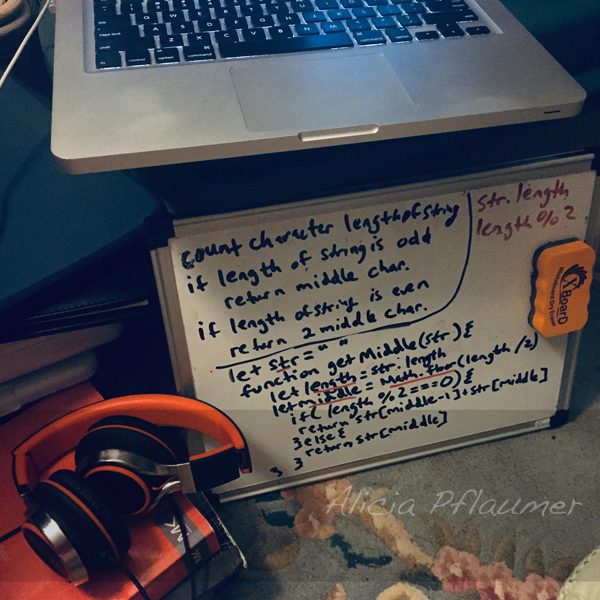 count character length of string
if length of string is odd
return middle char.
if length of string is even
return 2 middle char.
str.length
length % 2
XBoard
let str = " "
function getMiddle(str) {
let length = str.length
let middle = Math.floor(length /2)
if ( length % 2 === 0) {
return str[middle-1]+str[middle]
}else{
return str[middle]
}
}
Alicia Pflaumer